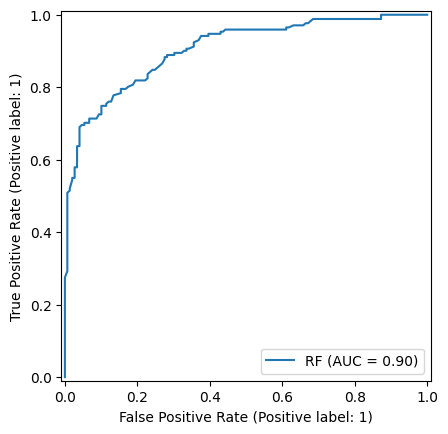 1.0
0.8
0.6
0.4
0.2
0.0
True Positive Rate (Positive label: 1)
RF (AUC = 0.90)
0.0 0.2 0.4 0.6 0.8 1.0
False Positive Rate (Positive label: 1)